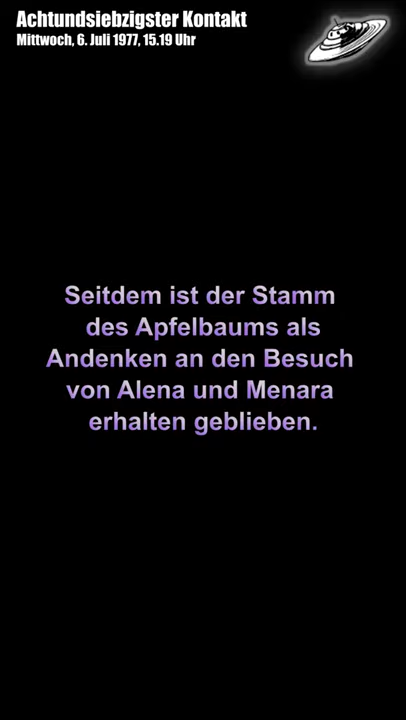 Achtundsiebzigster Kontakt
Mittwoch, 6. Juli 1977, 15.19 Uhr
Seitdem ist der Stamm
des Apfelbaums als
Andenken an den Besuch
von Alena und Menara
erhalten geblieben.